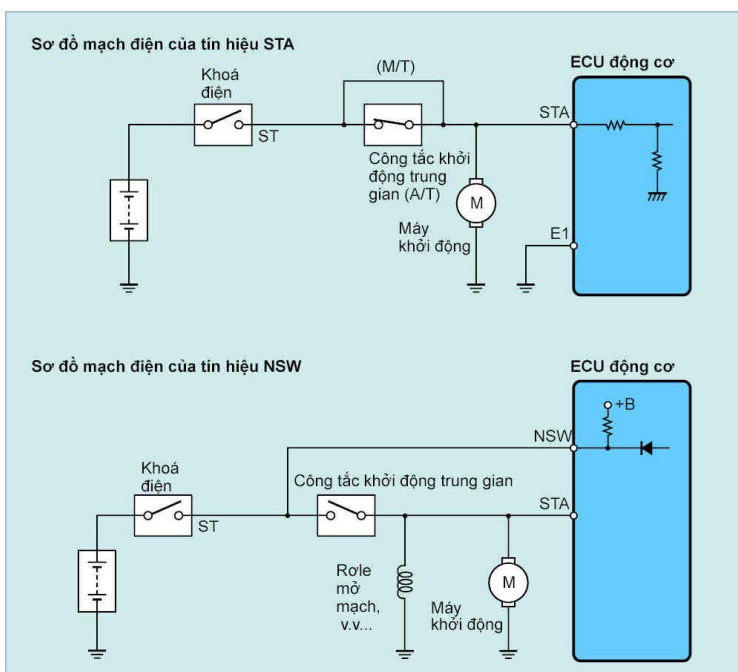 Sơ đồ mạch điện của tín hiệu STA
ECU động cơ
Khoá
điện
ST
(M/T)
Công tắc khởi
động trung
gian (A/T)
M
Máy
khởi động
STA
E1
Sơ đồ mạch điện của tín hiệu NSW
ECU động cơ
+B
NSW
Khoá
điện
ST
Công tắc khởi động trung gian
STA
Rơle
mở
mạch,
v.v...
M
Máy
khởi động